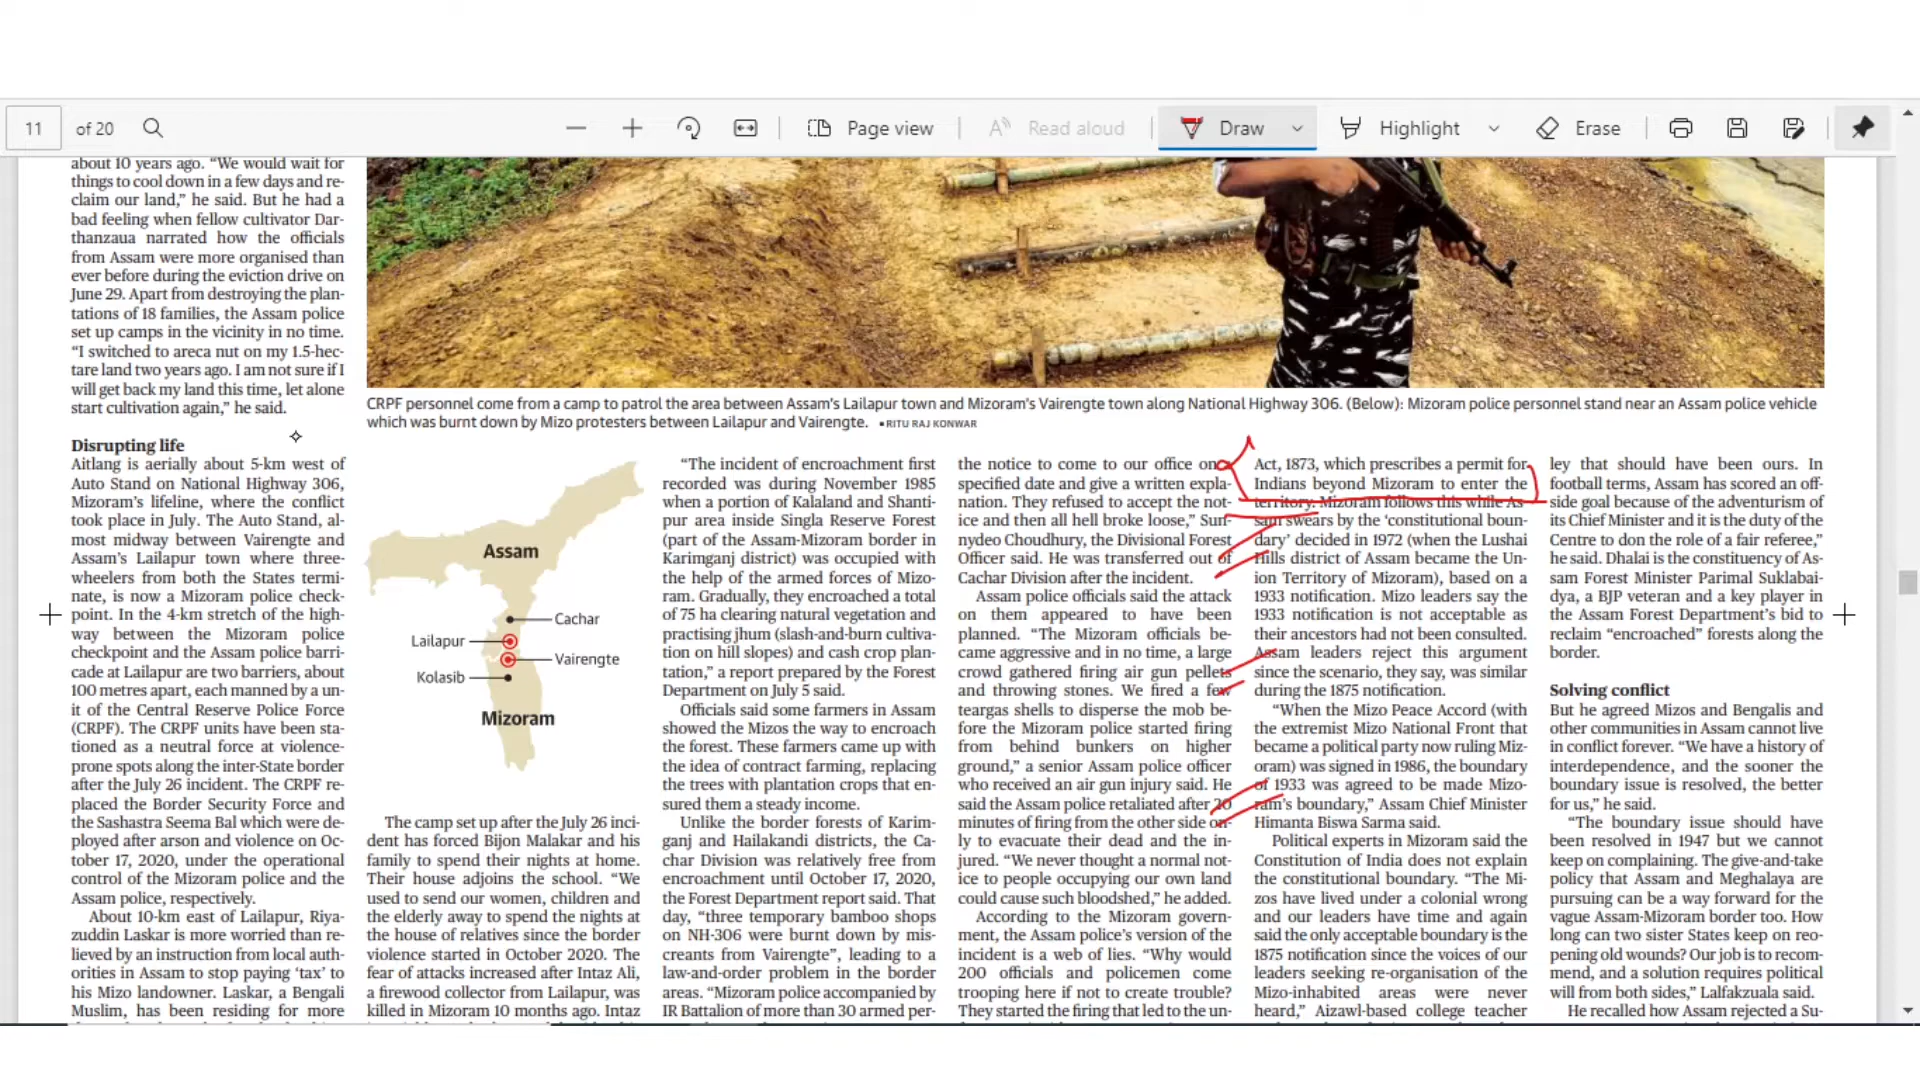 11 of 20
Page view
Read aloud
Draw
Highlight
Erase
about 10 years ago. “We would wait for
things to cool down in a few days and re-
claim our land,” he said. But he had a
bad feeling when fellow cultivator Dar-
thanzaua narrated how the officials
from Assam were more organised than
ever before during the eviction drive on
June 29. Apart from destroying the plan-
tations of 18 families, the Assam police
set up camps in the vicinity in no time.
“I switched to areca nut on my 1.5-hec-
tare land two years ago. I am not sure if I
will get back my land this time, let alone
start cultivation again,” he said.
Disrupting life
Aitlang is aerially about 5-km west of
Auto Stand on National Highway 306,
Mizoram’s lifeline, where the conflict
took place in July. The Auto Stand, al-
most midway between Vairengte and
Assam’s Lailapur town where three-
wheelers from both the States termi-
nate, is now a Mizoram police check-
point. In the 4-km stretch of the high-
way between the Mizoram police
checkpoint and the Assam police barri-
cade at Lailapur are two barriers, about
100 metres apart, each manned by a un-
it of the Central Reserve Police Force
(CRPF). The CRPF units have been sta-
tioned as a neutral force at violence-
prone spots along the inter-State border
after the July 26 incident. The CRPF re-
placed the Border Security Force and
the Sashastra Seema Bal which were de-
ployed after arson and violence on Oc-
tober 17, 2020, under the operational
control of the Mizoram police and the
Assam police, respectively.
About 10-km east of Lailapur, Riya-
zuddin Laskar is more worried than re-
lieved by an instruction from local auth-
orities in Assam to stop paying ‘tax’ to
his Mizo landowner. Laskar, a Bengali
Muslim, has been residing for more
CRPF personnel come from a camp to patrol the area between Assam’s Lailapur town and Mizoram’s Vairengte town along National Highway 306. (Below): Mizoram police personnel stand near an Assam police vehicle
which was burnt down by Mizo protesters between Lailapur and Vairengte. •RITU RAJ KONWAR
Assam
Cachar
Lailapur
Vairengte
Kolasib
Mizoram
The camp set up after the July 26 inci-
dent has forced Bijon Malakar and his
family to spend their nights at home.
Their house adjoins the school. “We
used to send our women, children and
the elderly away to spend the nights at
the house of relatives since the border
violence started in October 2020. The
fear of attacks increased after Intaz Ali,
a firewood collector from Lailapur, was
killed in Mizoram 10 months ago. Intaz
“The incident of encroachment first
recorded was during November 1985
when a portion of Kalaland and Shanti-
pur area inside Singla Reserve Forest
(part of the Assam-Mizoram border in
Karimganj district) was occupied with
the help of the armed forces of Mizo-
ram. Gradually, they encroached a total
of 75 ha clearing natural vegetation and
practising jhum (slash-and-burn cultiva-
tion on hill slopes) and cash crop plan-
tation,” a report prepared by the Forest
Department on July 5 said.
Officials said some farmers in Assam
showed the Mizos the way to encroach
the forest. These farmers came up with
the idea of contract farming, replacing
the trees with plantation crops that en-
sured them a steady income.
Unlike the border forests of Karim-
ganj and Hailakandi districts, the Ca-
char Division was relatively free from
encroachment until October 17, 2020,
the Forest Department report said. That
day, “three temporary bamboo shops
on NH-306 were burnt down by mis-
creants from Vairengte”, leading to a
law-and-order problem in the border
areas. “Mizoram police accompanied by
IR Battalion of more than 30 armed per-
the notice to come to our office on a
specified date and give a written expla-
nation. They refused to accept the not-
ice and then all hell broke loose,” Sun-
nydeo Choudhury, the Divisional Forest
Officer said. He was transferred out of
Cachar Division after the incident.
Assam police officials said the attack
on them appeared to have been
planned. “The Mizoram officials be-
came aggressive and in no time, a large
crowd gathered firing air gun pellets
and throwing stones. We fired a few
teargas shells to disperse the mob be-
fore the Mizoram police started firing
from behind bunkers on higher
ground,” a senior Assam police officer
who received an air gun injury said. He
said the Assam police retaliated after 20
minutes of firing from the other side on-
ly to evacuate their dead and the in-
jured. “We never thought a normal not-
ice to people occupying our own land
could cause such bloodshed,” he added.
According to the Mizoram govern-
ment, the Assam police’s version of the
incident is a web of lies. “Why would
200 officials and policemen come
trooping here if not to create trouble?
They started the firing that led to the un-
Act, 1873, which prescribes a permit for
Indians beyond Mizoram to enter the
territory. Mizoram follows this while As-
sam swears by the ‘constitutional boun-
dary’ decided in 1972 (when the Lushai
Hills district of Assam became the Un-
ion Territory of Mizoram), based on a
1933 notification. Mizo leaders say the
1933 notification is not acceptable as
their ancestors had not been consulted.
Assam leaders reject this argument
since the scenario, they say, was similar
during the 1875 notification.
“When the Mizo Peace Accord (with
the extremist Mizo National Front that
became a political party now ruling Miz-
oram) was signed in 1986, the boundary
of 1933 was agreed to be made Mizo-
ram’s boundary,” Assam Chief Minister
Himanta Biswa Sarma said.
Political experts in Mizoram said the
Constitution of India does not explain
the constitutional boundary. “The Mi-
zos have lived under a colonial wrong
and our leaders have time and again
said the only acceptable boundary is the
1875 notification since the voices of our
leaders seeking re-organisation of the
Mizo-inhabited areas were never
heard,” Aizawl-based college teacher
ley that should have been ours. In
football terms, Assam has scored an off-
side goal because of the adventurism of
its Chief Minister and it is the duty of the
Centre to don the role of a fair referee,”
he said. Dhalai is the constituency of As-
sam Forest Minister Parimal Suklabai-
dya, a BJP veteran and a key player in
the Assam Forest Department’s bid to
reclaim “encroached” forests along the
border.
Solving conflict
But he agreed Mizos and Bengalis and
other communities in Assam cannot live
in conflict forever. “We have a history of
interdependence, and the sooner the
boundary issue is resolved, the better
for us,” he said.
“The boundary issue should have
been resolved in 1947 but we cannot
keep on complaining. The give-and-take
policy that Assam and Meghalaya are
pursuing can be a way forward for the
vague Assam-Mizoram border too. How
long can two sister States keep on reo-
pening old wounds? Our job is to recom-
mend, and a solution requires political
will from both sides,” Lalfakzuala said.
He recalled how Assam rejected a Su-